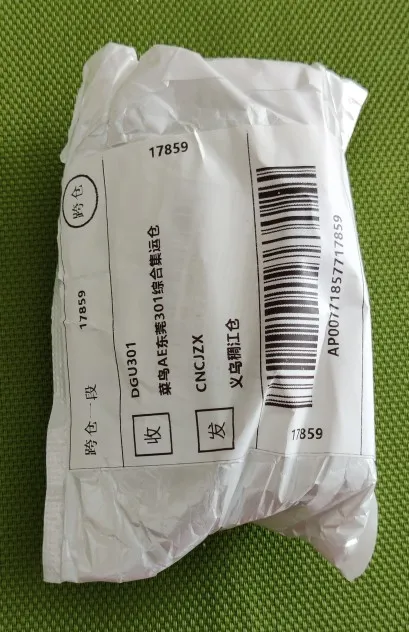 跨仓一段 17859 跨仓
17859
收 DGU301
菜鸟AE东莞301综合集运仓
发 CNCJZX
义乌稠江仓
AP00771857717859
17859